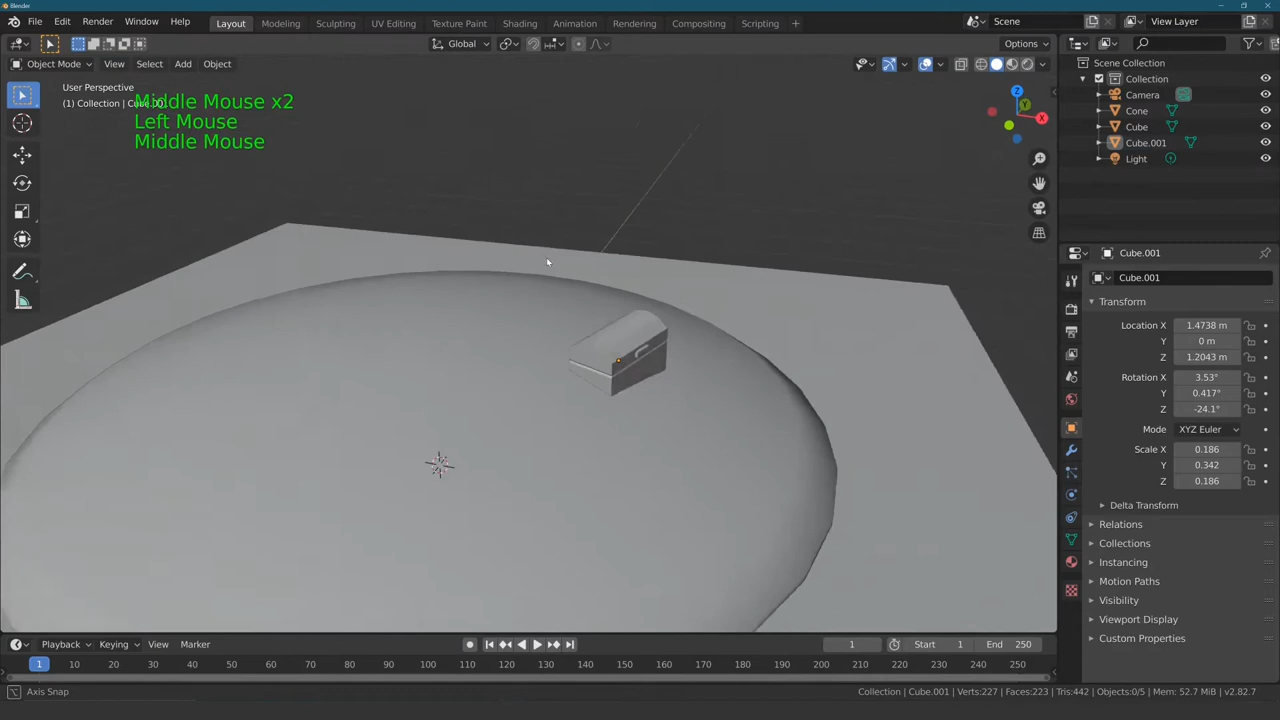 Blender
File Edit Render Window Help Layout Modeling Sculpting UV Editing Texture Paint Shading Animation Rendering Compositing Scripting + Scene View Layer
Global Options
Object Mode View Select Add Object
User Perspective
(1) Collection | Cube.00
Middle Mouse x2
Left Mouse
Middle Mouse
Z
Y
X
Scene Collection
Collection
Camera
Cone
Cube
Cube.001
Light
Cube.001
Cube.001
Transform
Location X 1.4738 m
Y 0 m
Z 1.2043 m
Rotation X 3.53°
Y 0.417°
Z -24.1°
Mode XYZ Euler
Scale X 0.186
Y 0.342
Z 0.186
Delta Transform
Relations
Collections
Instancing
Motion Paths
Visibility
Viewport Display
Custom Properties
Playback Keying View Marker 1 Start 1 End 250
1 10 20 30 40 50 60 70 80 90 100 110 120 130 140 150 160 170 180 190 200 210 220 230 240 250
Axis Snap Collection | Cube.001 | Verts:227 | Faces:223 | Tris:442 | Objects:0/5 | Mem: 52.7 MiB | v2.82.7